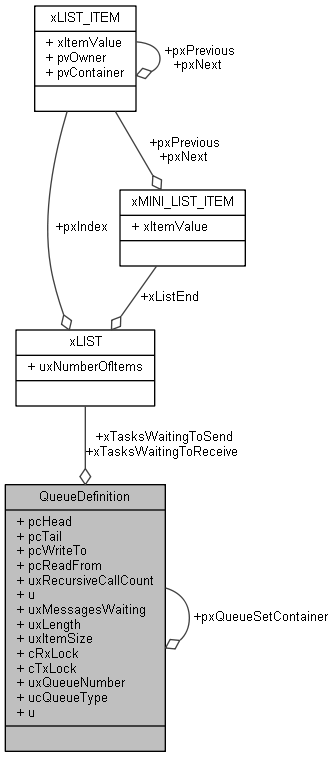 xLIST_ITEM
+ xItemValue
+ pvOwner
+ pvContainer
+pxPrevious
+pxNext
+pxPrevious
+pxNext
+pxIndex
xMINI_LIST_ITEM
+ xItemValue
+xListEnd
xLIST
+ uxNumberOfItems
+xTasksWaitingToSend
+xTasksWaitingToReceive
QueueDefinition
+ pcHead
+ pcTail
+ pcWriteTo
+ pcReadFrom
+ uxRecursiveCallCount
+ u
+ uxMessagesWaiting
+ uxLength
+ uxItemSize
+ cRxLock
+ cTxLock
+ uxQueueNumber
+ ucQueueType
+ u
+pxQueueSetContainer